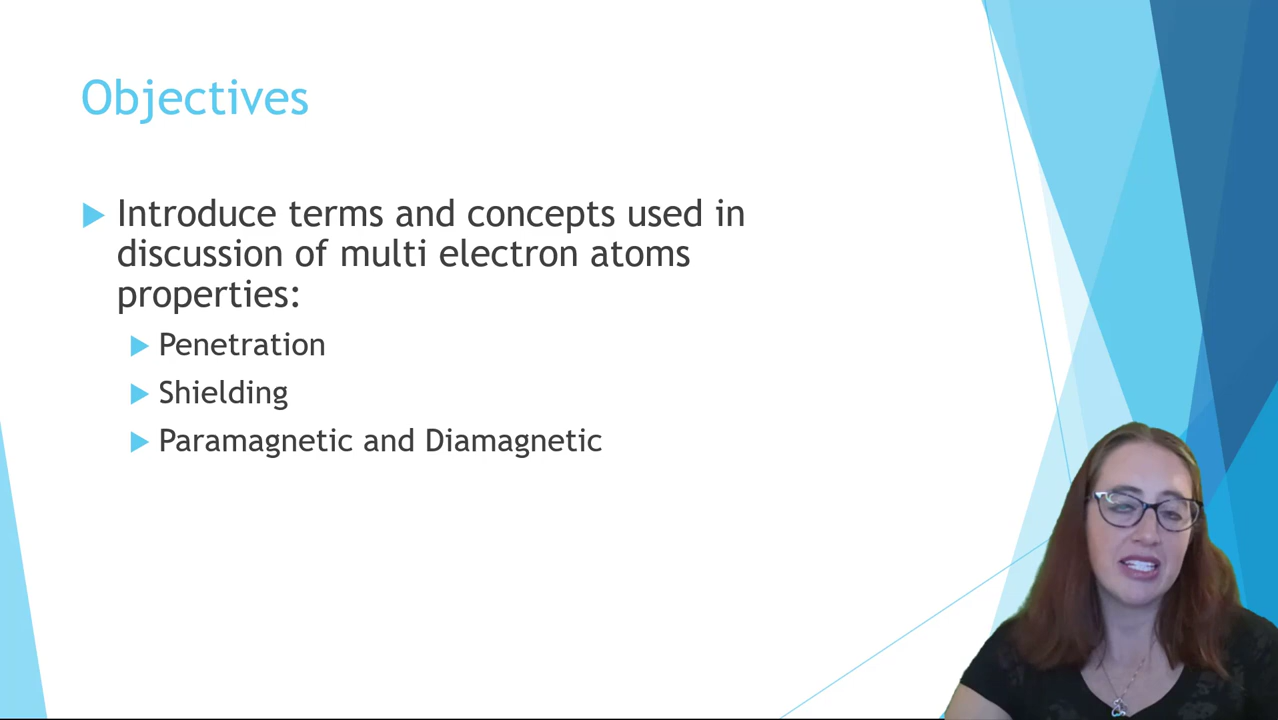 Objectives
Introduce terms and concepts used in
discussion of multi electron atoms
properties:
Penetration
Shielding
Paramagnetic and Diamagnetic